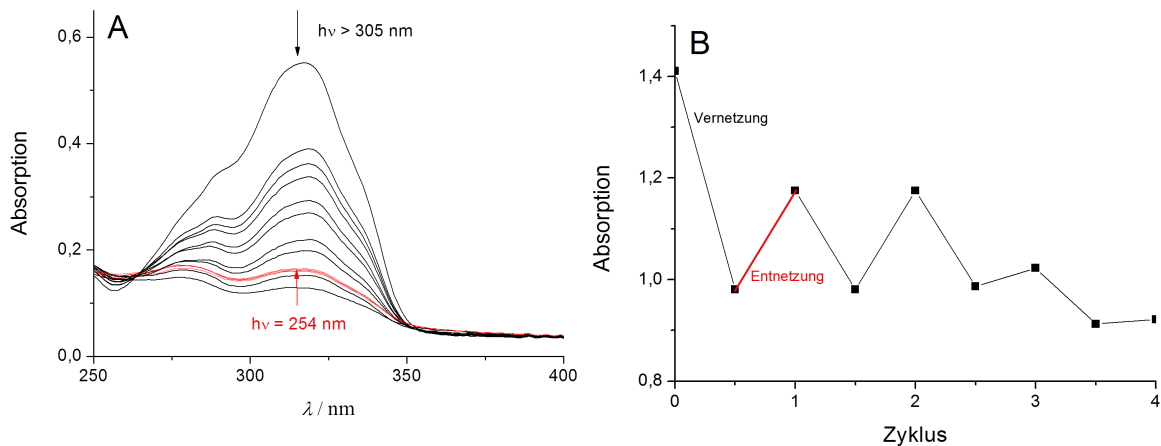 A
hν > 305 nm
0,6
0,4
0,2
0,0
Absorption
hν = 254 nm
250
300
350
400
λ / nm
B
1,4
1,2
1,0
0,8
Absorption
Vernetzung
Entnetzung
0
1
2
3
4
Zyklus